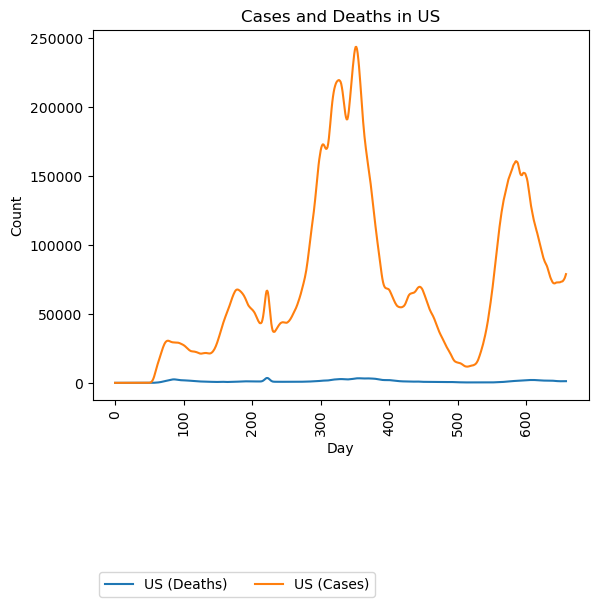 Cases and Deaths in US
250000
200000
150000
100000
50000
0
Count
0 100 200 300 400 500 600
Day
US (Deaths) US (Cases)